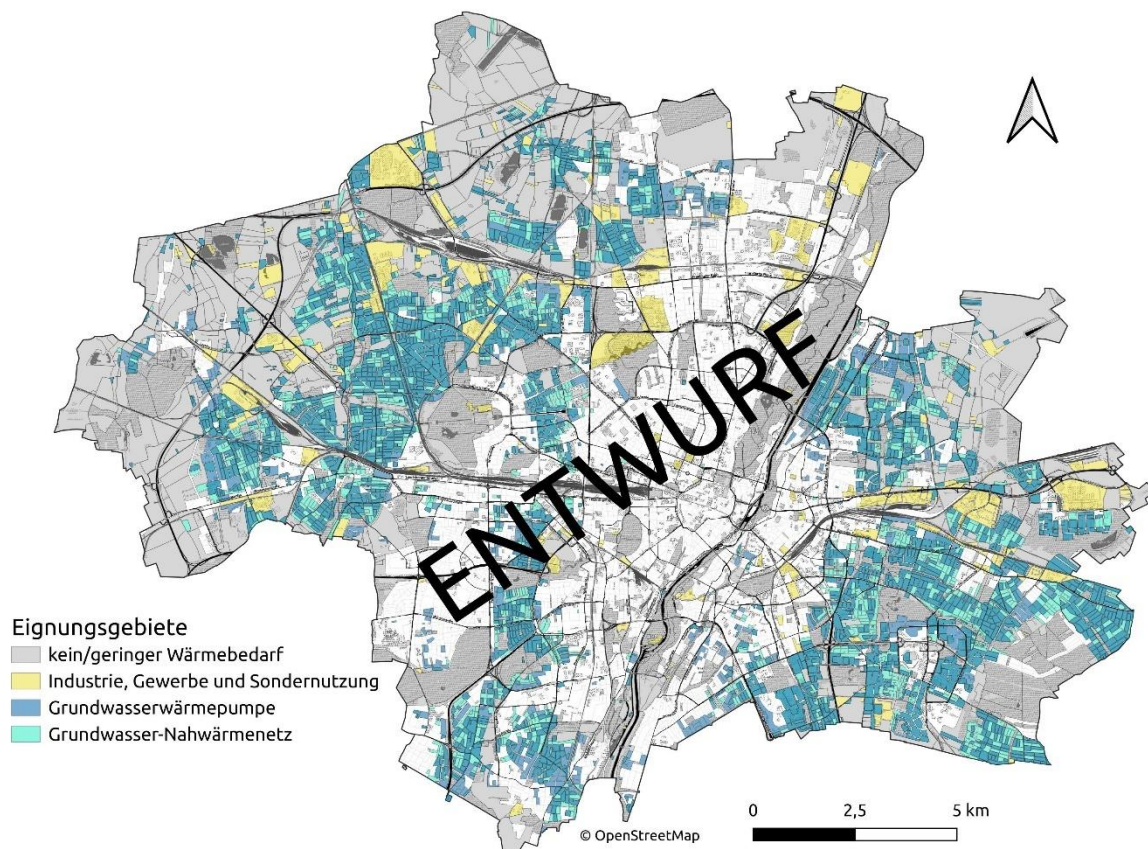 ENTWURF
Eignungsgebiete
kein/geringer Wärmebedarf
Industrie, Gewerbe und Sondernutzung
Grundwasserwärmepumpe
Grundwasser-Nahwärmenetz
0 2,5 5 km
© OpenStreetMap